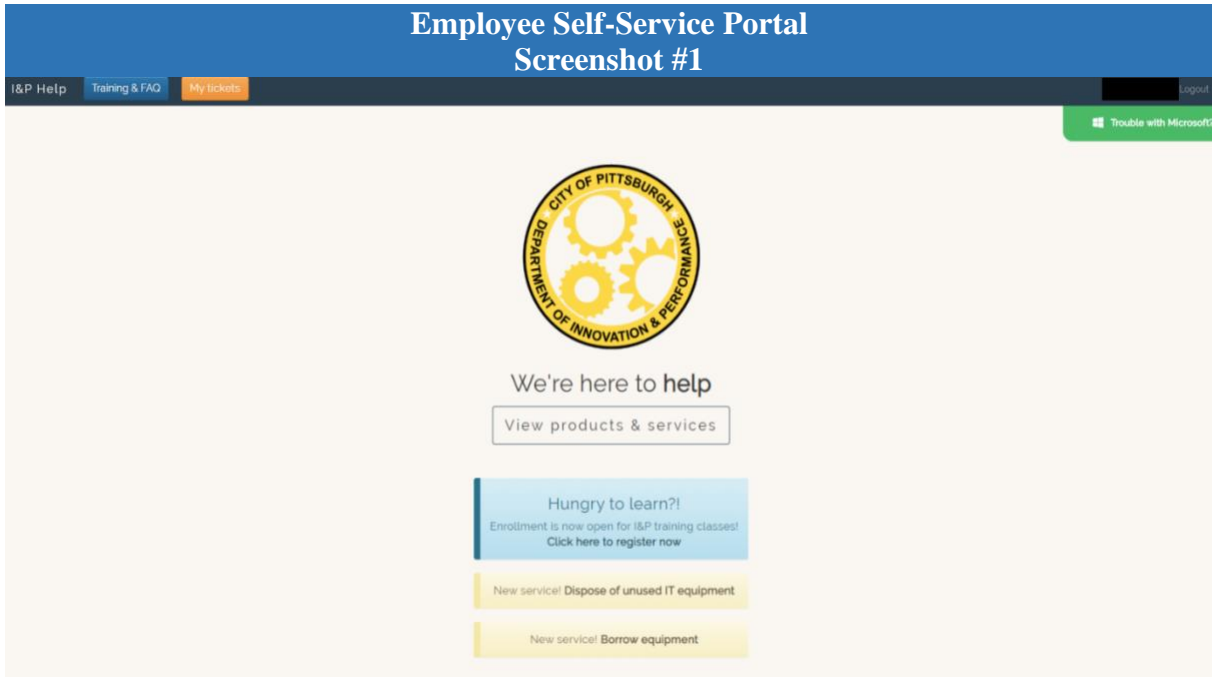 Employee Self-Service Portal
Screenshot #1
I&P Help Training & FAQ My tickets Logout
Trouble with Microsoft?
CITY OF PITTSBURGH
DEPARTMENT OF INNOVATION & PERFORMANCE
We're here to help
View products & services
Hungry to learn?!
Enrollment is now open for I&P training classes!
Click here to register now
New service! Dispose of unused IT equipment
New service! Borrow equipment